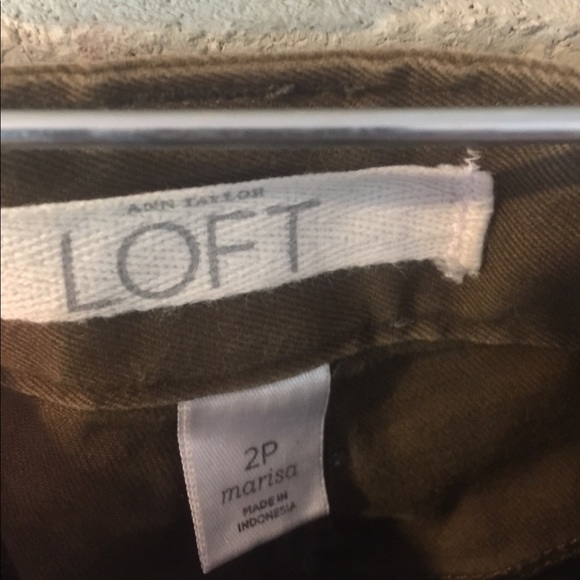 ANN TAYLOR
LOFT
2P
marisa
MADE IN
INDONESIA